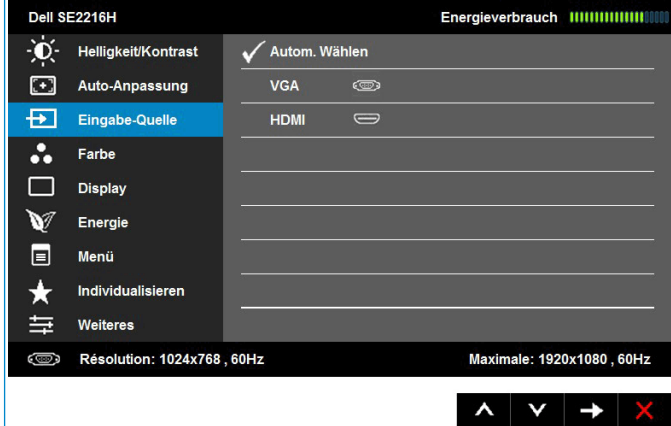 Dell SE2216H Energieverbrauch
Helligkeit/Kontrast Autom. Wählen
Auto-Anpassung VGA
Eingabe-Quelle HDMI
Farbe
Display
Energie
Menü
Individualisieren
Weiteres
Résolution: 1024x768 , 60Hz Maximale: 1920x1080 , 60Hz